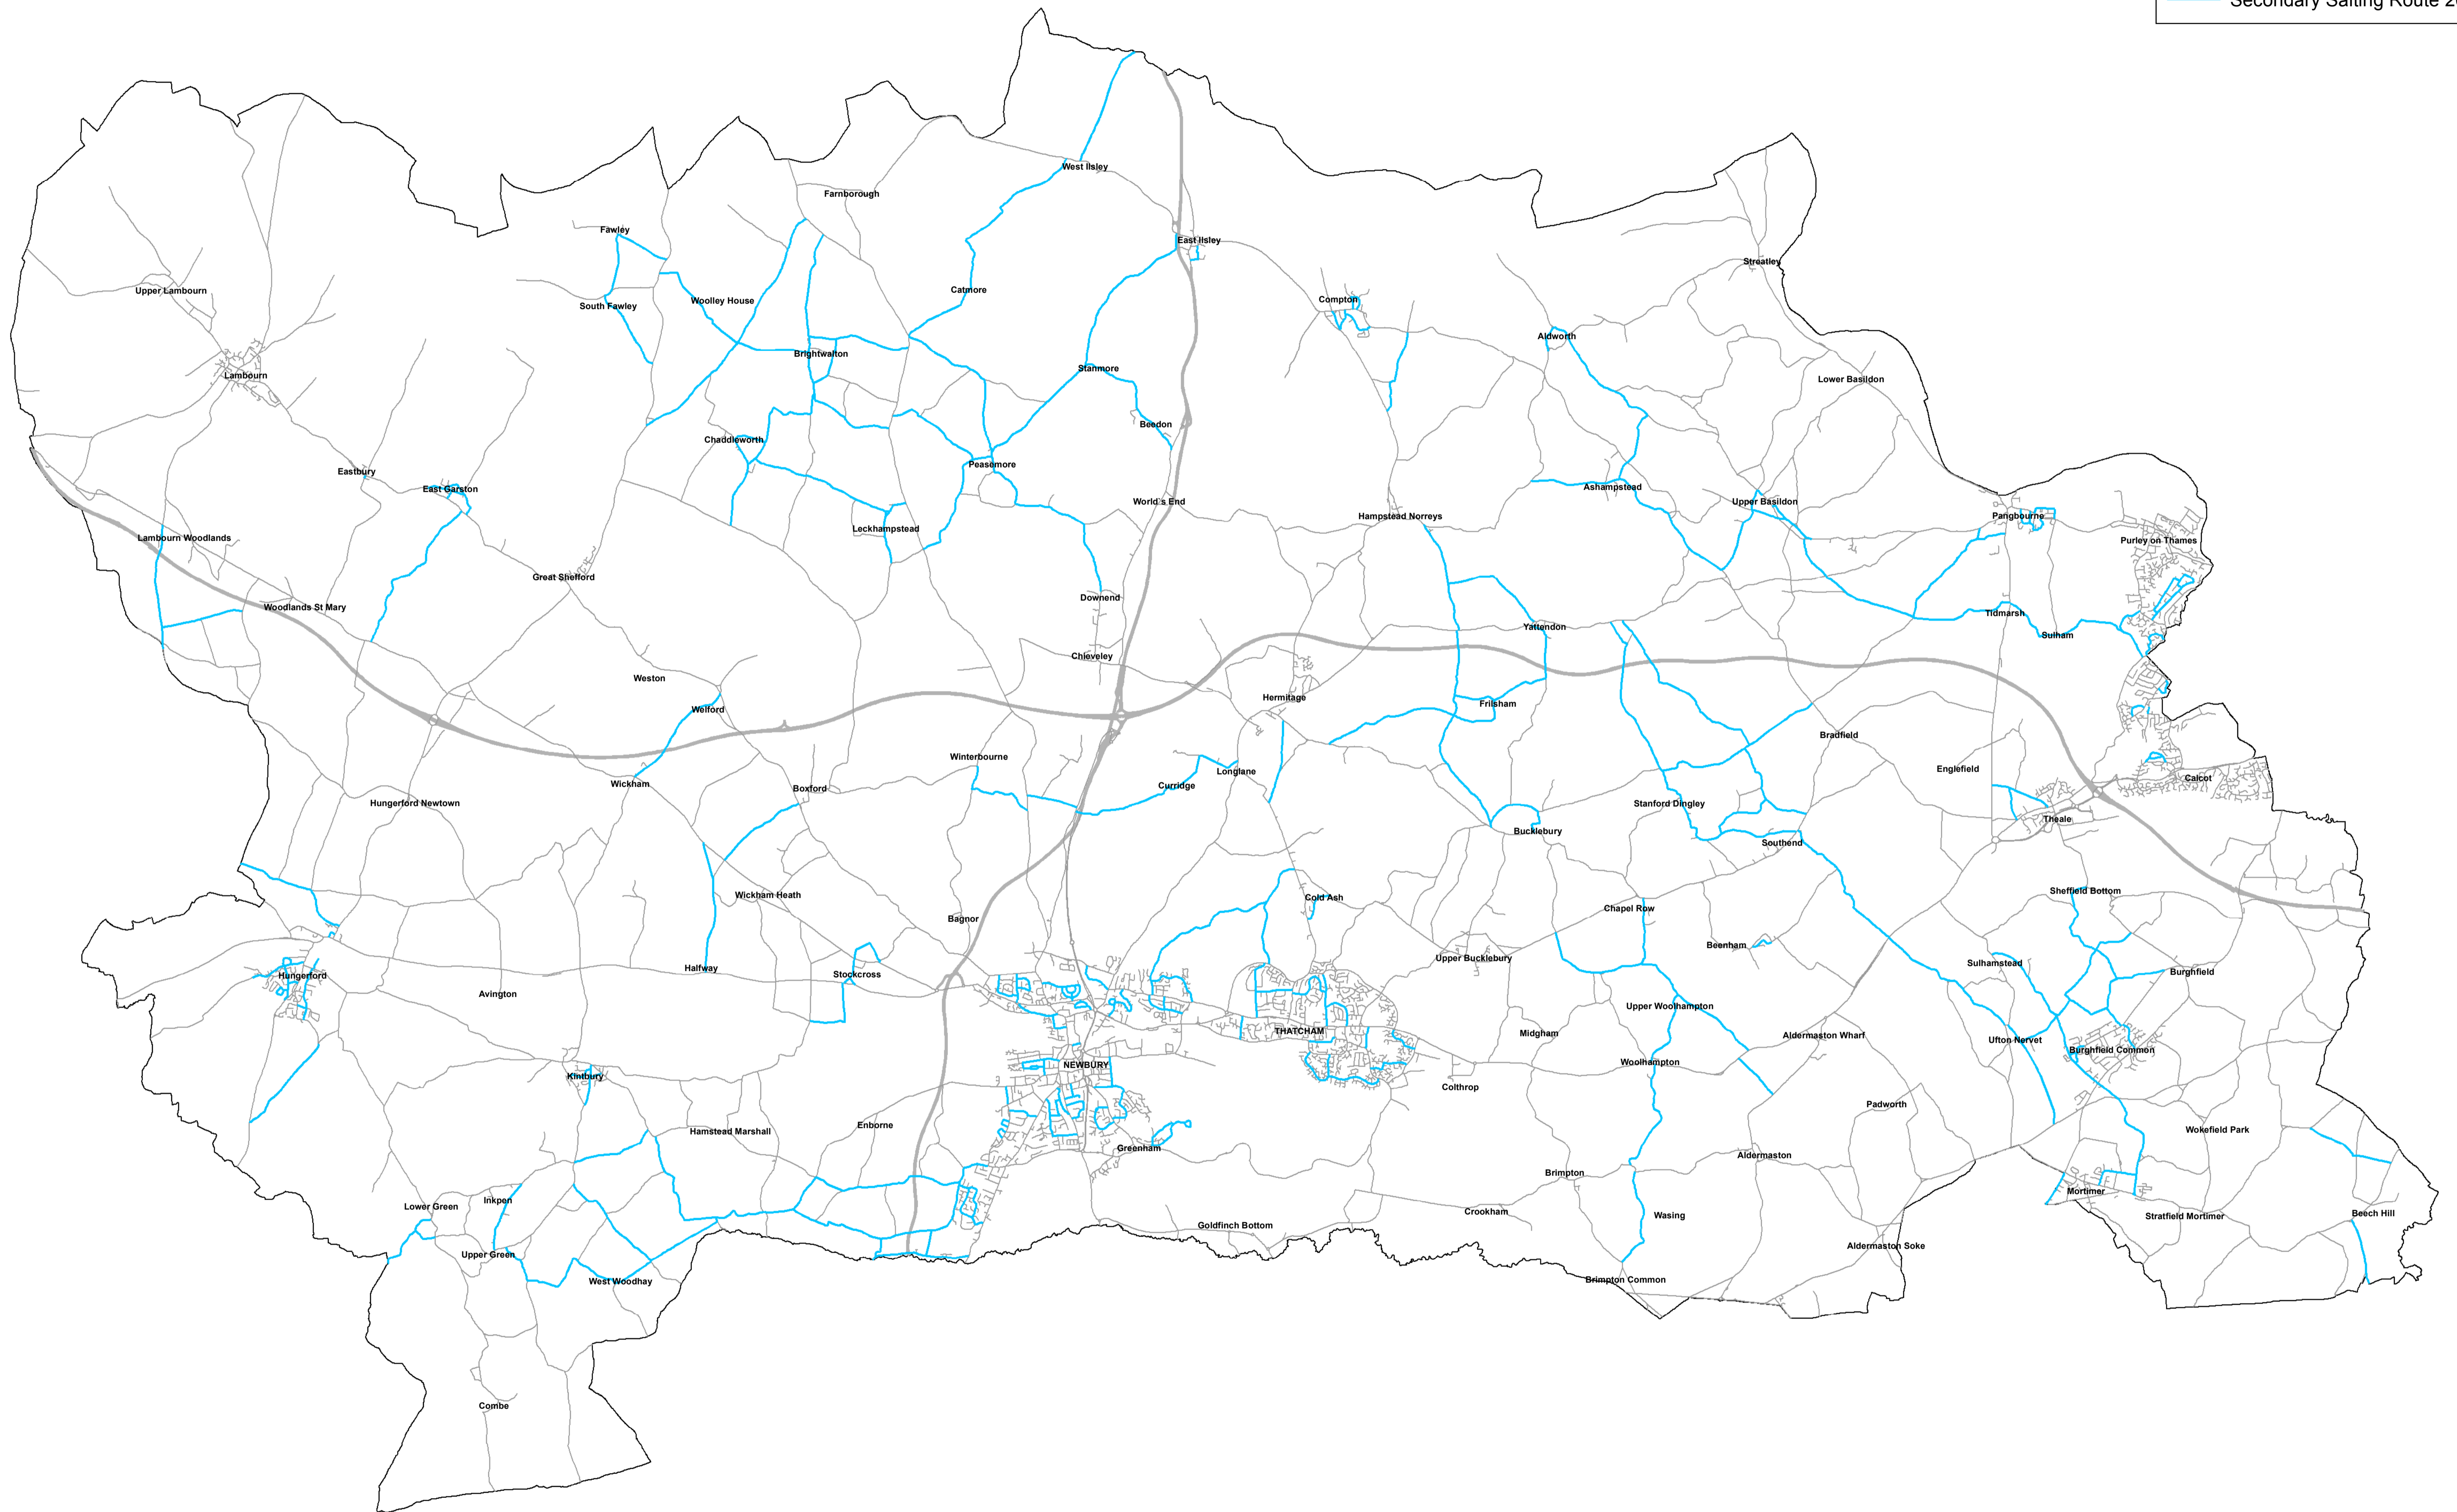 Secondary Salting Route
West Ilsley
Farnborough
Fawley
East Ilsley
Streatley
Upper Lambourn
Catmore
Woolley House
Compton
South Fawley
Aldworth
Brightwalton
Stanmore
Lambourn
Lower Basildon
Beedon
Chaddleworth
Peasemore
Eastbury
East Garston
Ashampstead
World's End
Upper Basildon
Hampstead Norreys
Pangbourne
Leckhampstead
Lambourn Woodlands
Purley on Thames
Great Shefford
Downend
Woodlands St Mary
Tidmarsh
Yattendon
Sulham
Chieveley
Weston
Hermitage
Frilsham
Welford
Bradfield
Winterbourne
Englefield
Longlane
Calcot
Wickham
Curridge
Boxford
Hungerford Newtown
Stanford Dingley
Theale
Bucklebury
Southend
Sheffield Bottom
Wickham Heath
Cold Ash
Chapel Row
Bagnor
Beenham
Upper Bucklebury
Sulhamstead
Halfway
Burghfield
Stockcross
Hungerford
Avington
Upper Woolhampton
THATCHAM
Midgham
Aldermaston Wharf
Ufton Nervet
Burghfield Common
Woolhampton
NEWBURY
Kintbury
Colthrop
Padworth
Enborne
Hamstead Marshall
Wokefield Park
Greenham
Aldermaston
Brimpton
Mortimer
Inkpen
Lower Green
Crookham
Beech Hill
Wasing
Stratfield Mortimer
Goldfinch Bottom
Aldermaston Soke
Upper Green
Brimpton Common
West Woodhay
Combe